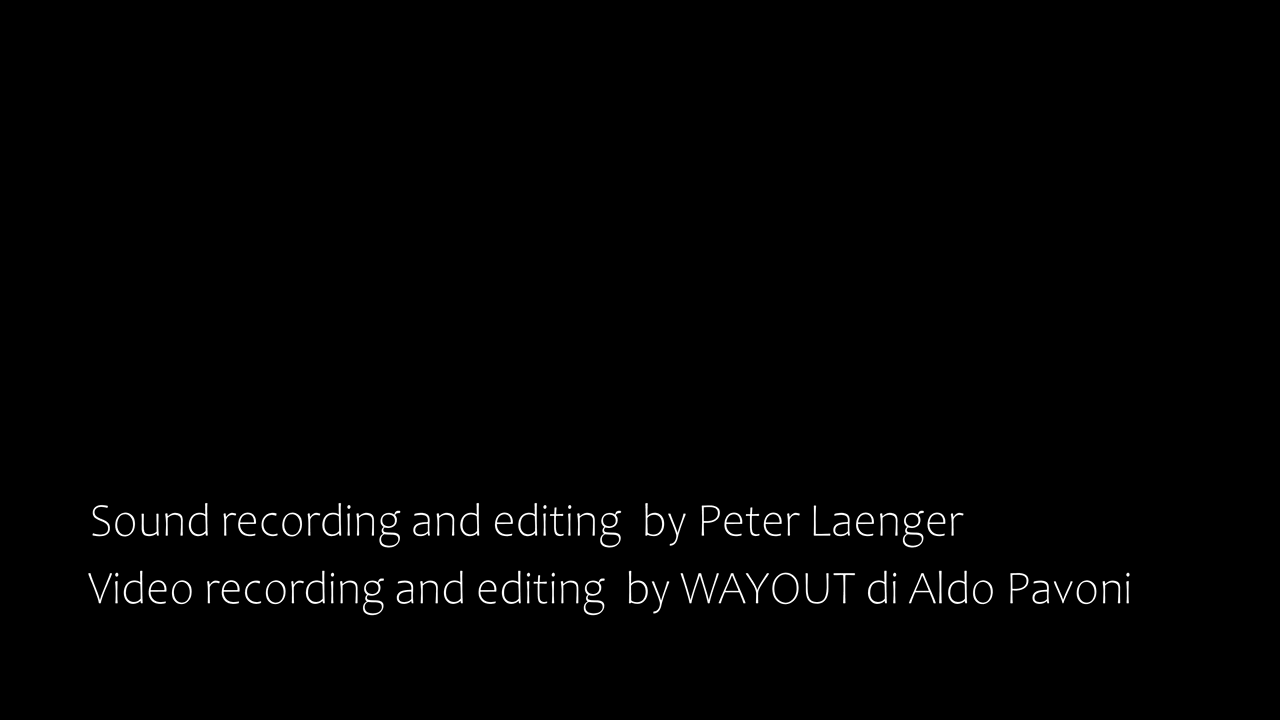 Sound recording and editing  by Peter Laenger
Video recording and editing  by WAYOUT di Aldo Pavoni